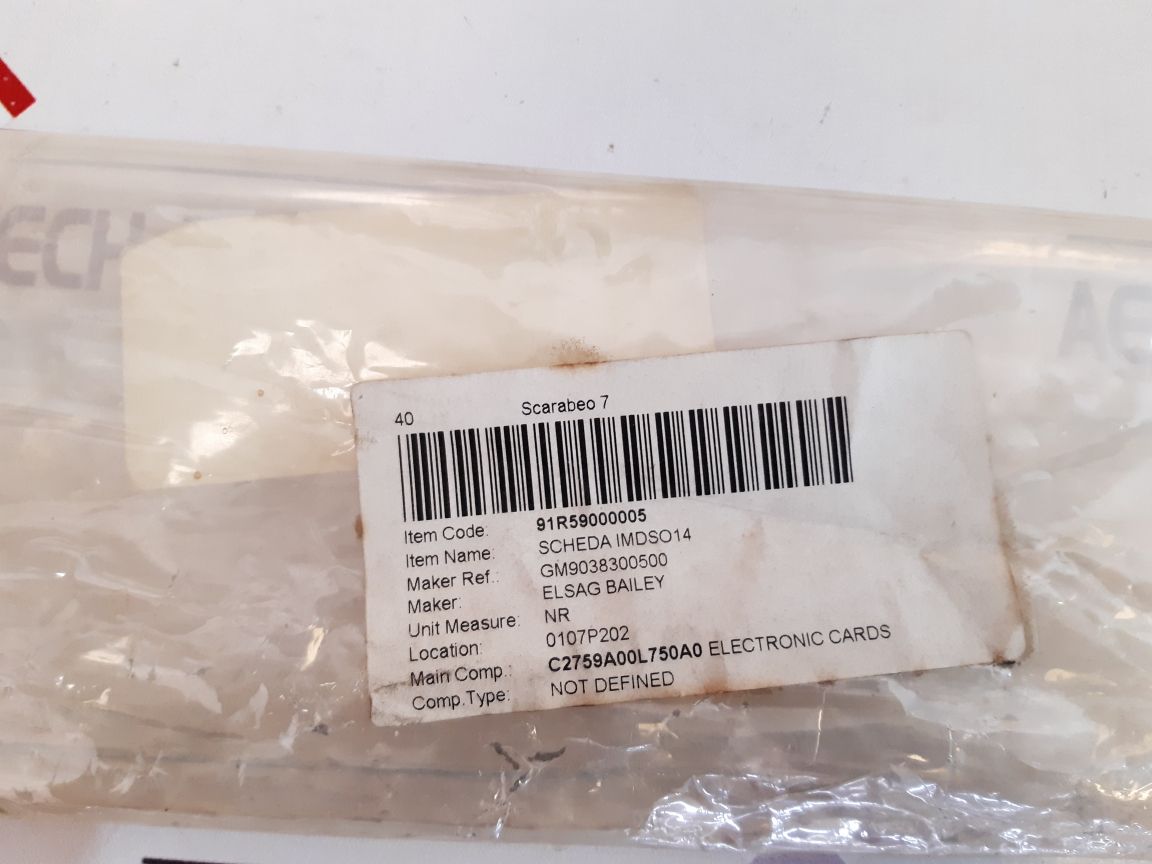 40 Scarabeo 7
Item Code: 91R59000005
Item Name: SCHEDA IMDSO14
Maker Ref.: GM9038300500
Maker: ELSAG BAILEY
Unit Measure: NR
Location: 0107P202
Main Comp.: C2759A00L750A0 ELECTRONIC CARDS
Comp.Type: NOT DEFINED